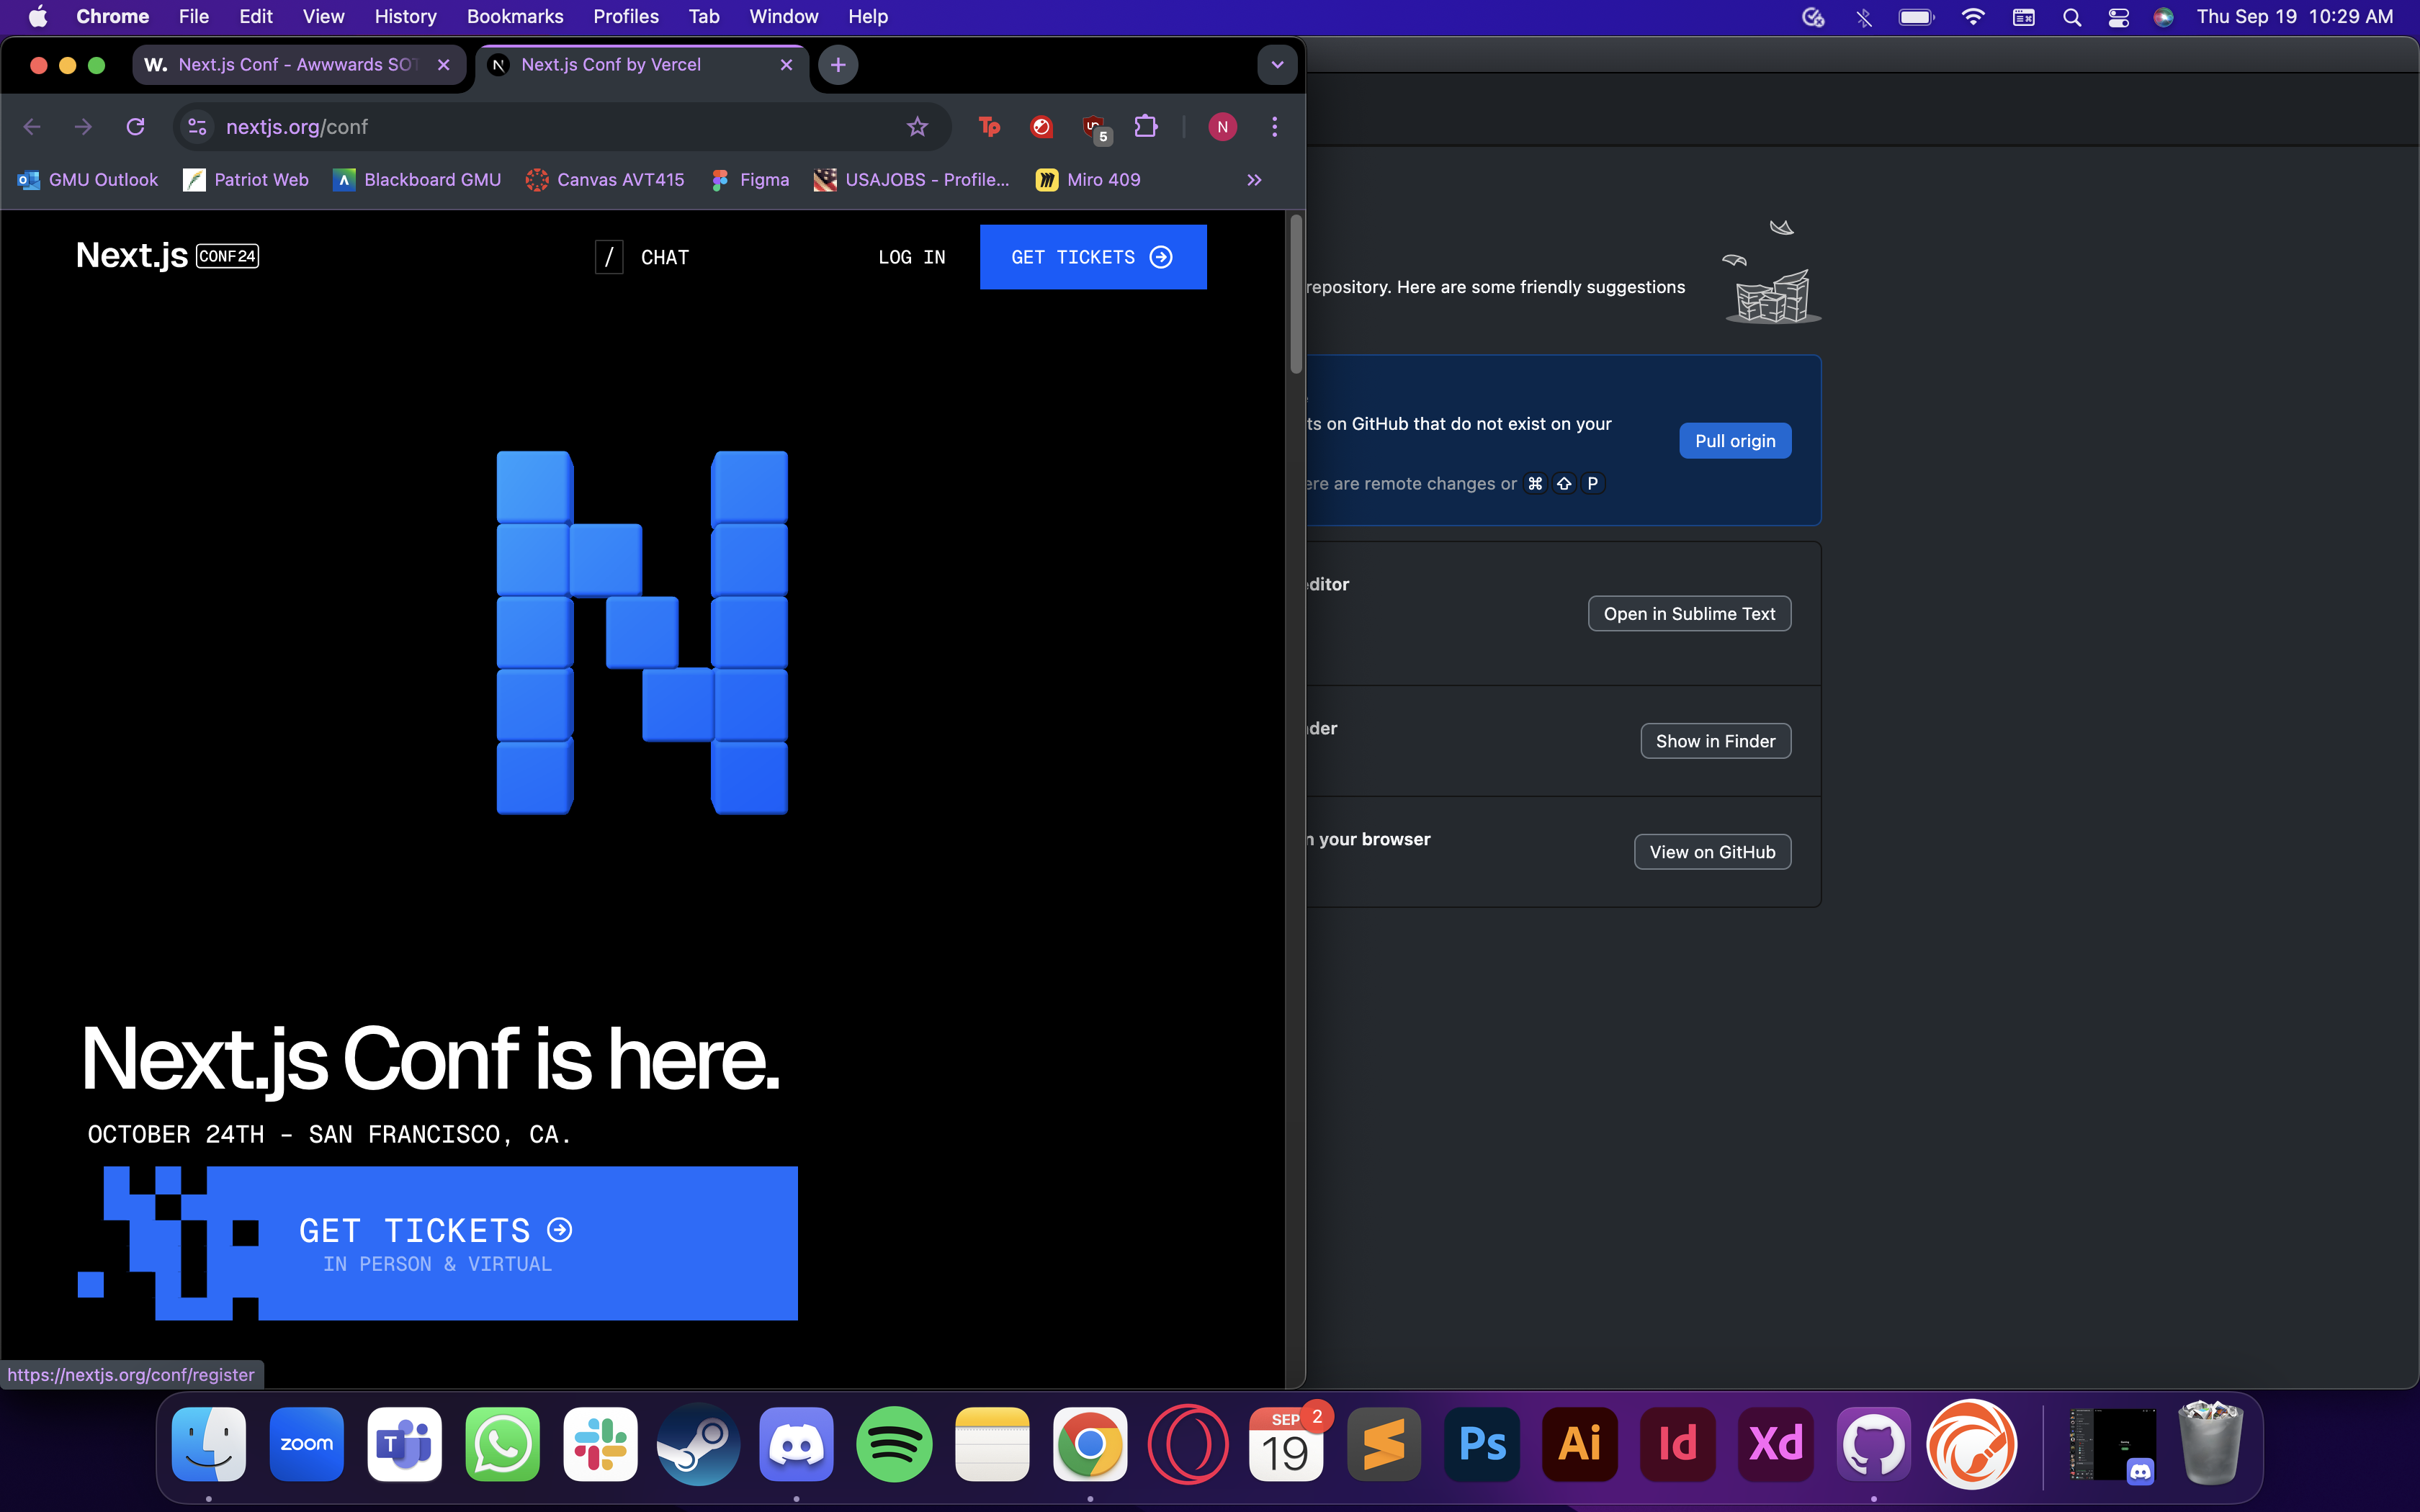 Chrome File Edit View History Bookmarks Profiles Tab Window Help Thu Sep 19 10:29 AM
W. Next.js Conf - Awwwards SOT
N Next.js Conf by Vercel
nextjs.org/conf
Tp
5
N
GMU Outlook Patriot Web Blackboard GMU Canvas AVT415 Figma USAJOBS - Profile... Miro 409 »
Next.js CONF24 / CHAT LOG IN GET TICKETS
Next.js Conf is here.
OCTOBER 24TH - SAN FRANCISCO, CA.
GET TICKETS
IN PERSON & VIRTUAL
https://nextjs.org/conf/register
repository. Here are some friendly suggestions
ts on GitHub that do not exist on your
Pull origin
ere are remote changes or ⌘ ⇧ P
editor
Open in Sublime Text
der
Show in Finder
n your browser
View on GitHub
zoom
T
SEP 2
19
Ps
Ai
Id
Xd